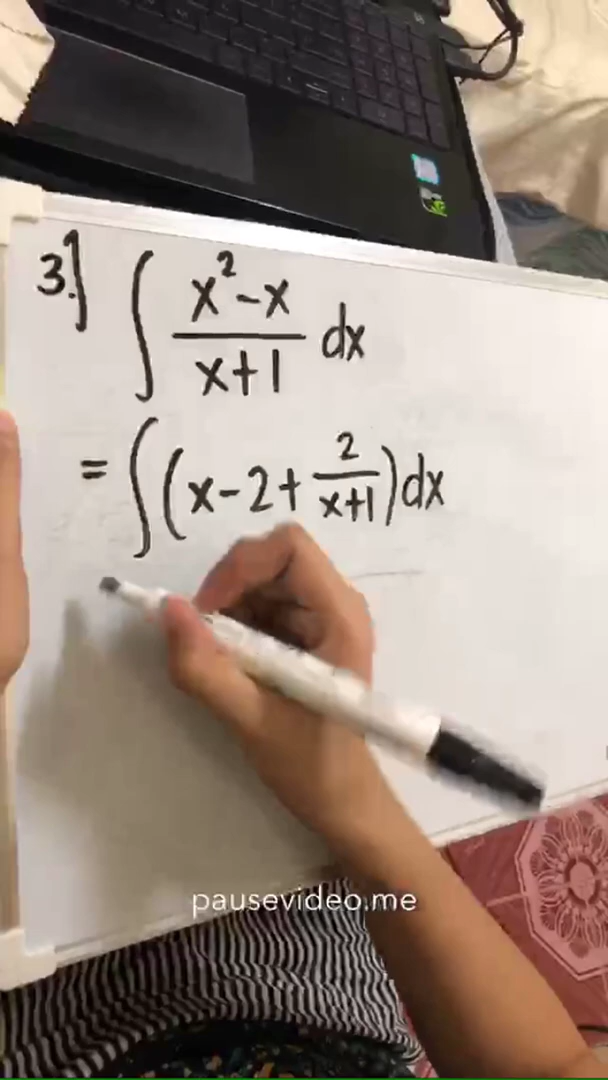 3.] ∫ (x² - x)/(x + 1) dx
= ∫ (x - 2 + 2/(x+1)) dx
pausevideo.me